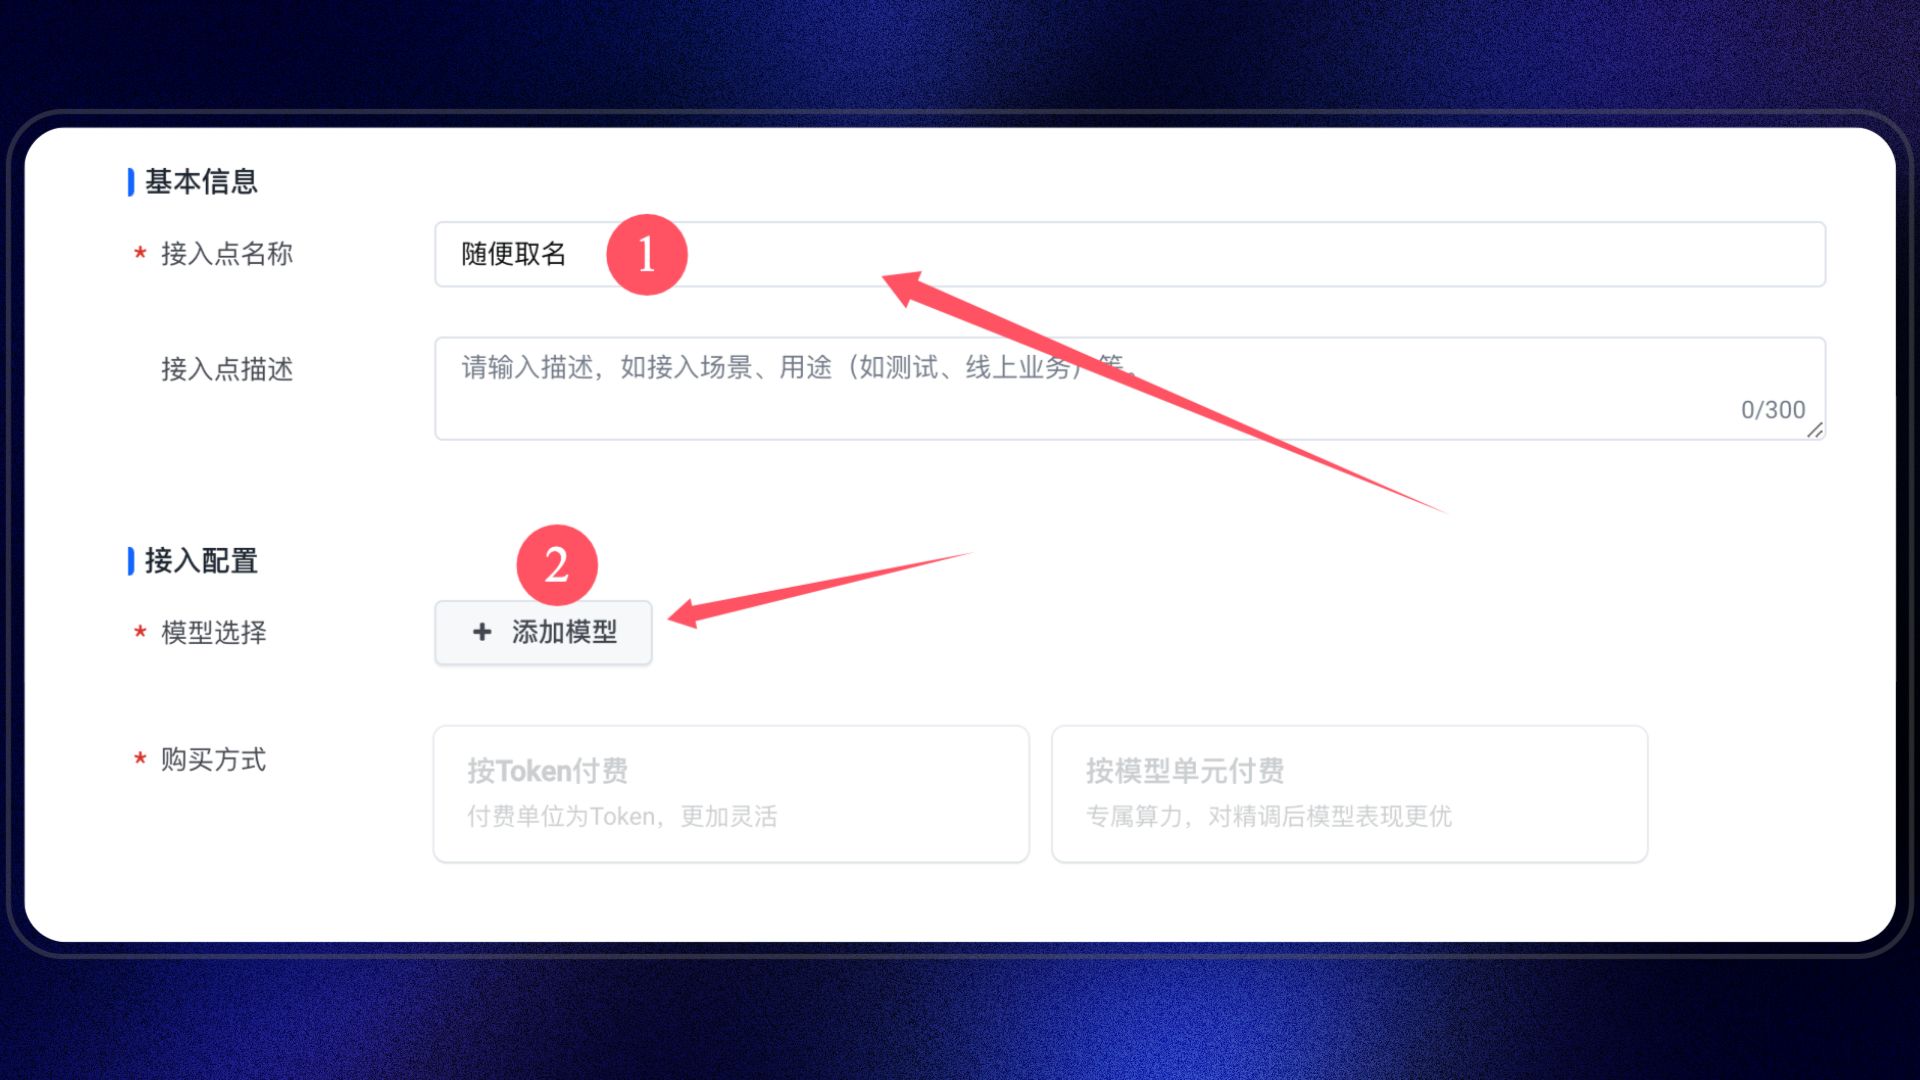 基本信息
* 接入点名称
随便取名
1
接入点描述
请输入描述，如接入场景、用途（如测试、线上业务）等。
0/300
接入配置
2
* 模型选择
+ 添加模型
* 购买方式
按Token付费
付费单位为Token，更加灵活
按模型单元付费
专属算力，对精调后模型表现更优